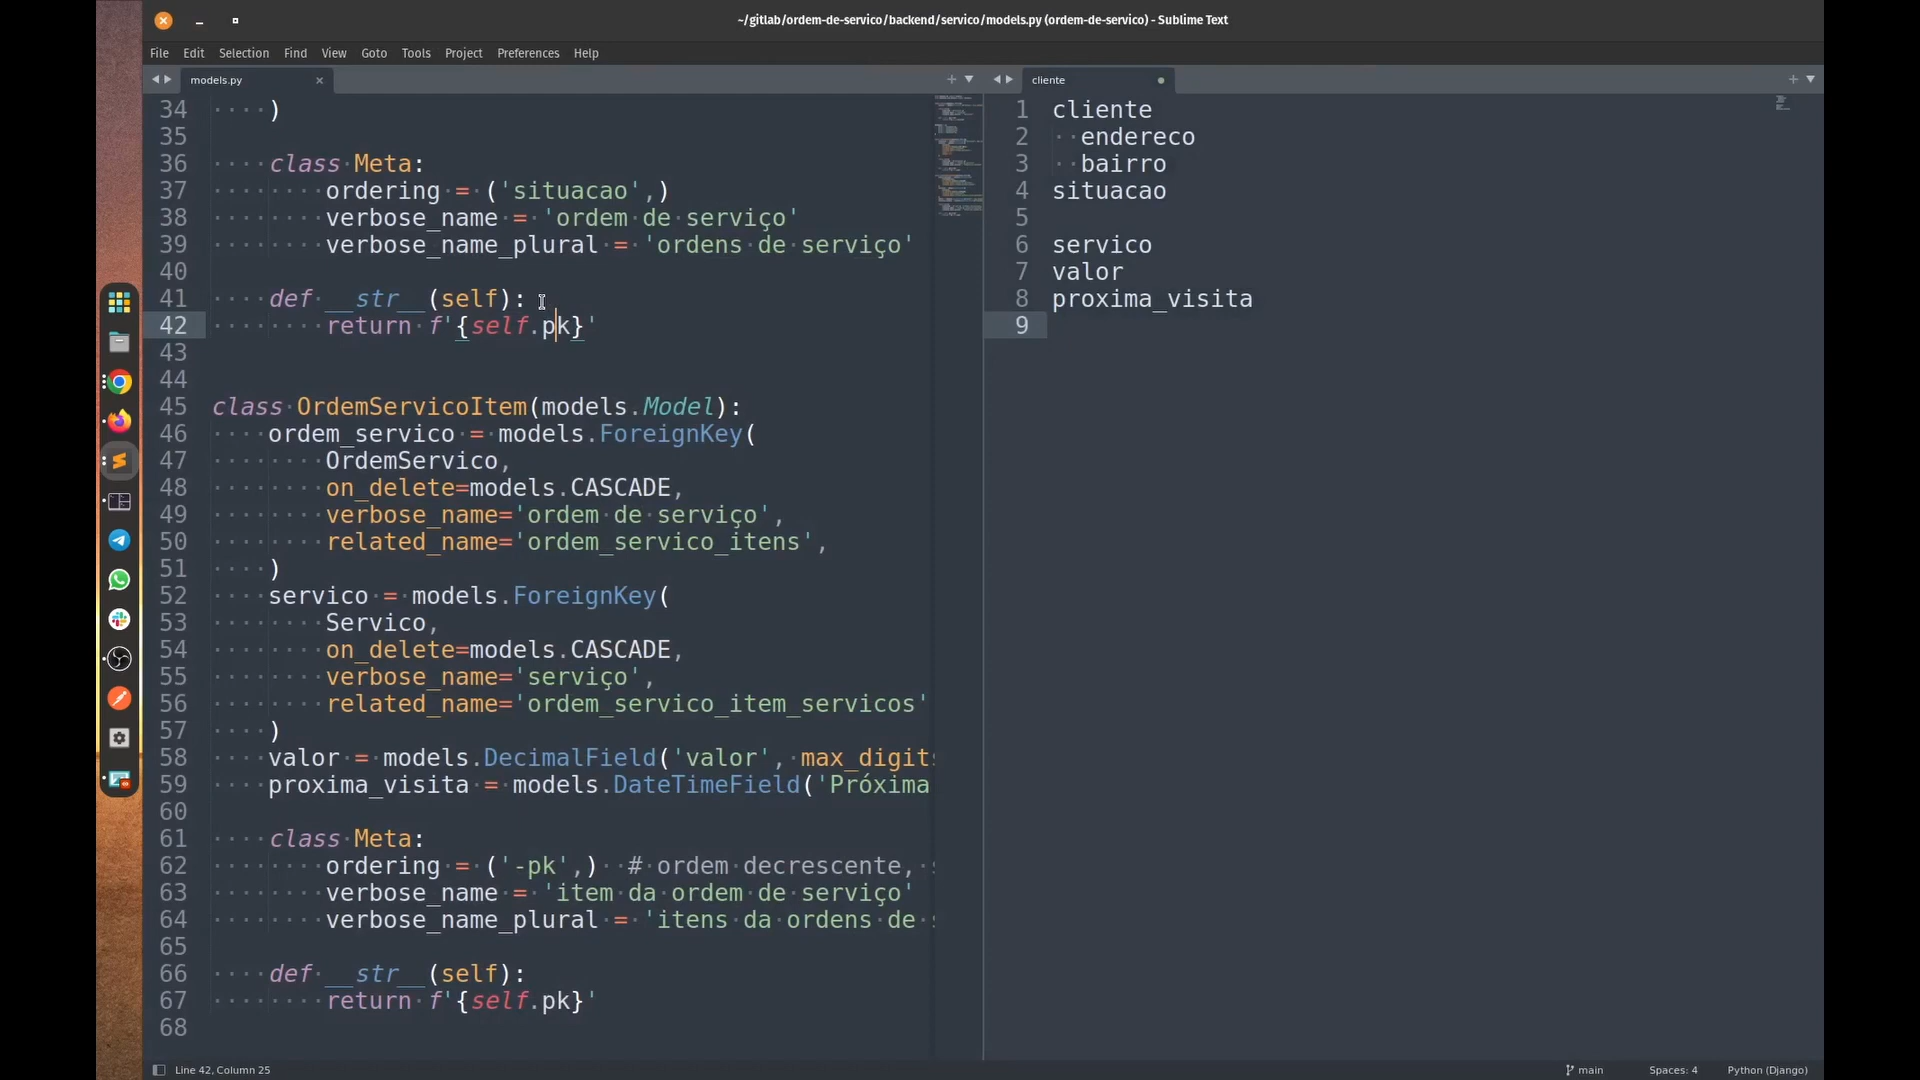 ~/gitlab/ordem-de-servico/backend/servico/models.py (ordem-de-servico) - Sublime Text
File Edit Selection Find View Goto Tools Project Preferences Help
models.py
cliente
34 )
35
36 class Meta:
37 ordering = ('situacao',)
38 verbose_name = 'ordem de serviço'
39 verbose_name_plural = 'ordens de serviço'
40
41 def __str__(self):
42 return f'{self.pk}'
43
44
45 class OrdemServicoItem(models.Model):
46 ordem_servico = models.ForeignKey(
47 OrdemServico,
48 on_delete=models.CASCADE,
49 verbose_name='ordem de serviço',
50 related_name='ordem_servico_itens',
51 )
52 servico = models.ForeignKey(
53 Servico,
54 on_delete=models.CASCADE,
55 verbose_name='serviço',
56 related_name='ordem_servico_item_servicos'
57 )
58 valor = models.DecimalField('valor', max_digit
59 proxima_visita = models.DateTimeField('Próxima
60
61 class Meta:
62 ordering = ('-pk',) # ordem decrescente,
63 verbose_name = 'item da ordem de serviço'
64 verbose_name_plural = 'itens da ordens de
65
66 def __str__(self):
67 return f'{self.pk}'
68
1 cliente
2 endereco
3 bairro
4 situacao
5
6 servico
7 valor
8 proxima_visita
9
Line 42, Column 25
main
Spaces: 4
Python (Django)